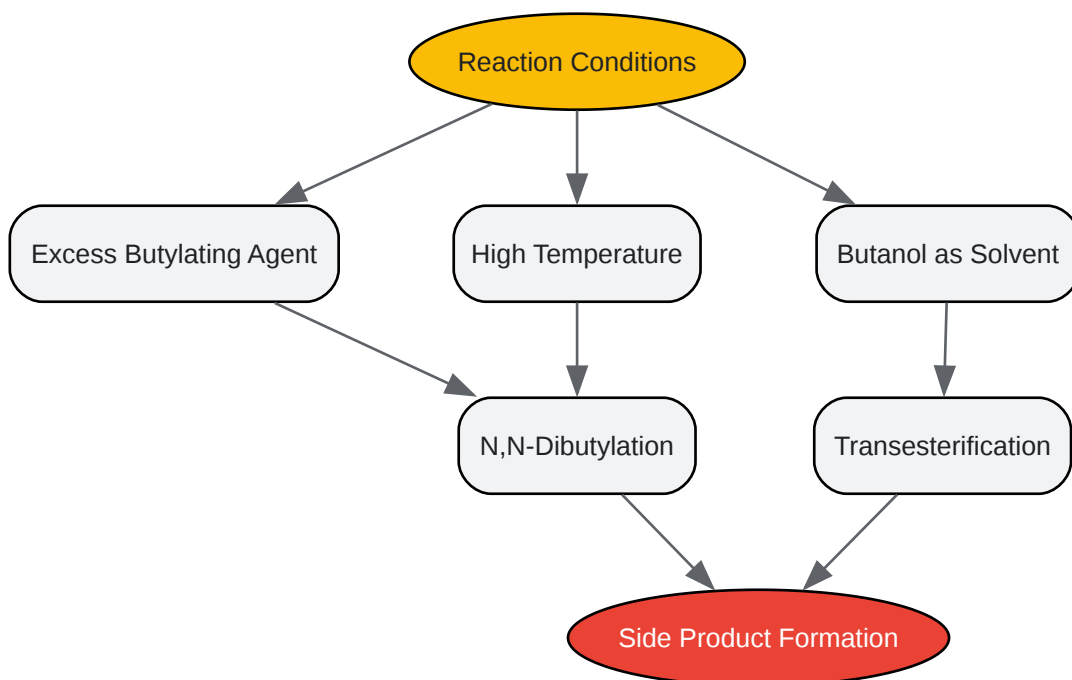 Reaction Conditions
Excess Butylating Agent
High Temperature
Butanol as Solvent
N,N-Dibutylation
Transesterification
Side Product Formation